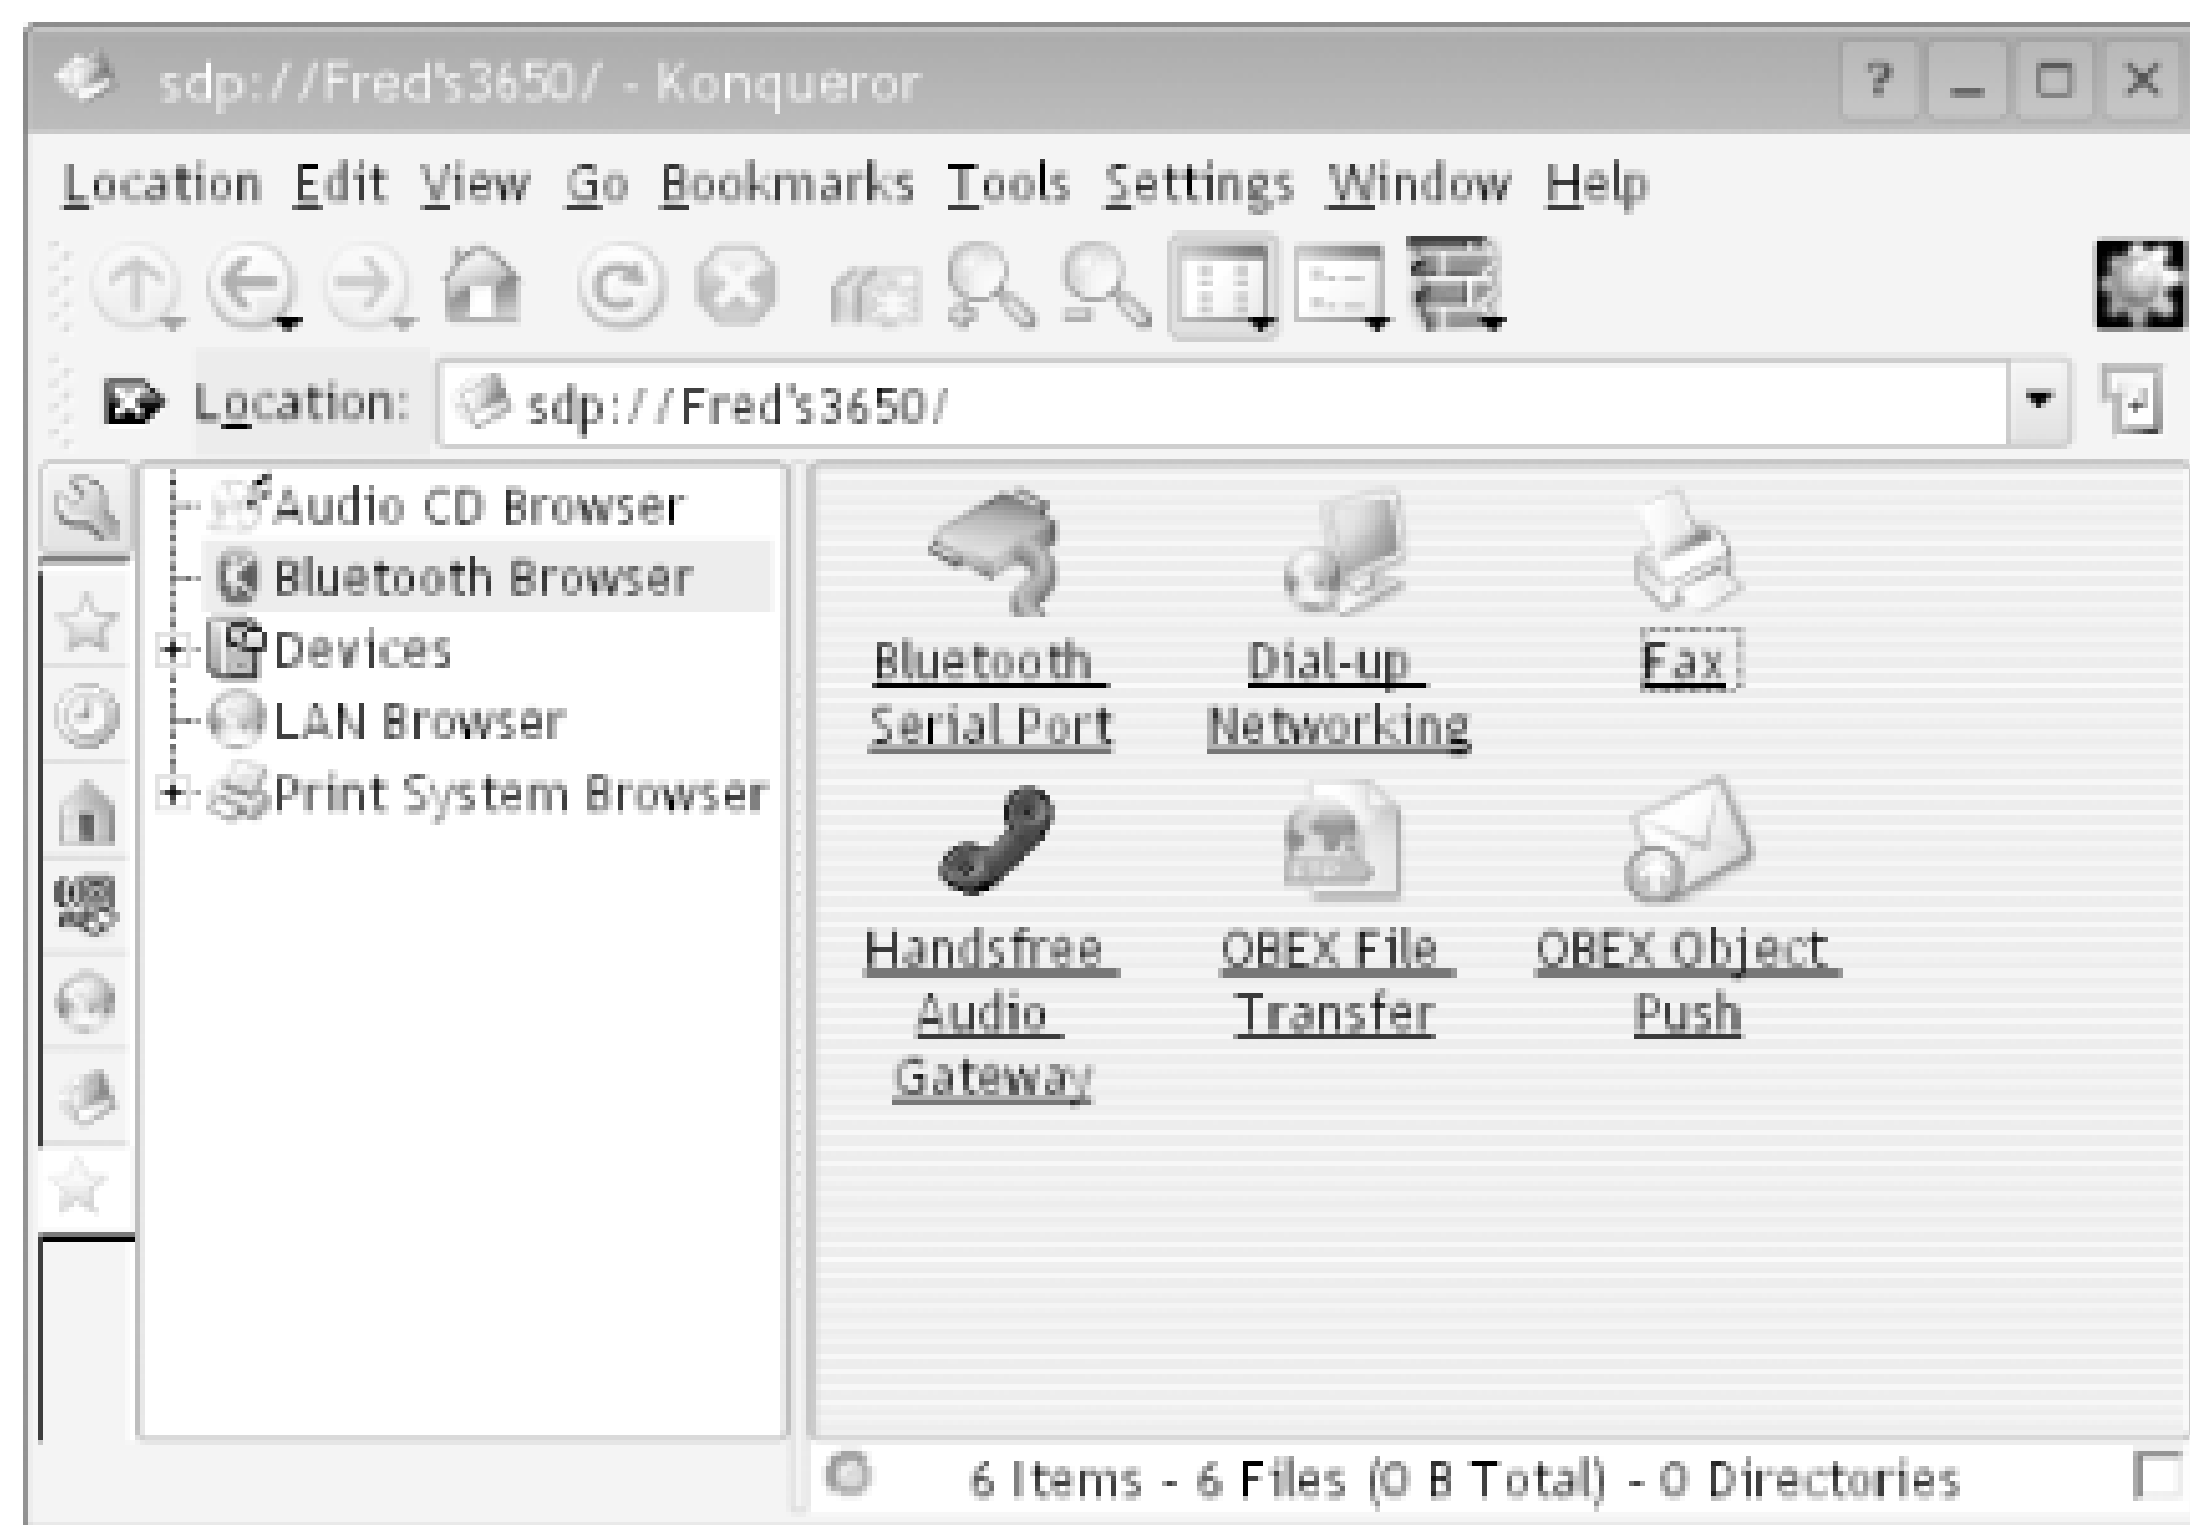 sdp://Fred's3650/ - Konqueror
?
Location Edit View Go Bookmarks Tools Settings Window Help
Location: sdp://Fred's3650/
Audio CD Browser
Bluetooth Browser
Devices
LAN Browser
Print System Browser
Bluetooth
Serial Port
Dial-up
Networking
Fax
Handsfree
Audio
Gateway
OBEX File
Transfer
OBEX Object
Push
6 Items - 6 Files (0 B Total) - 0 Directories